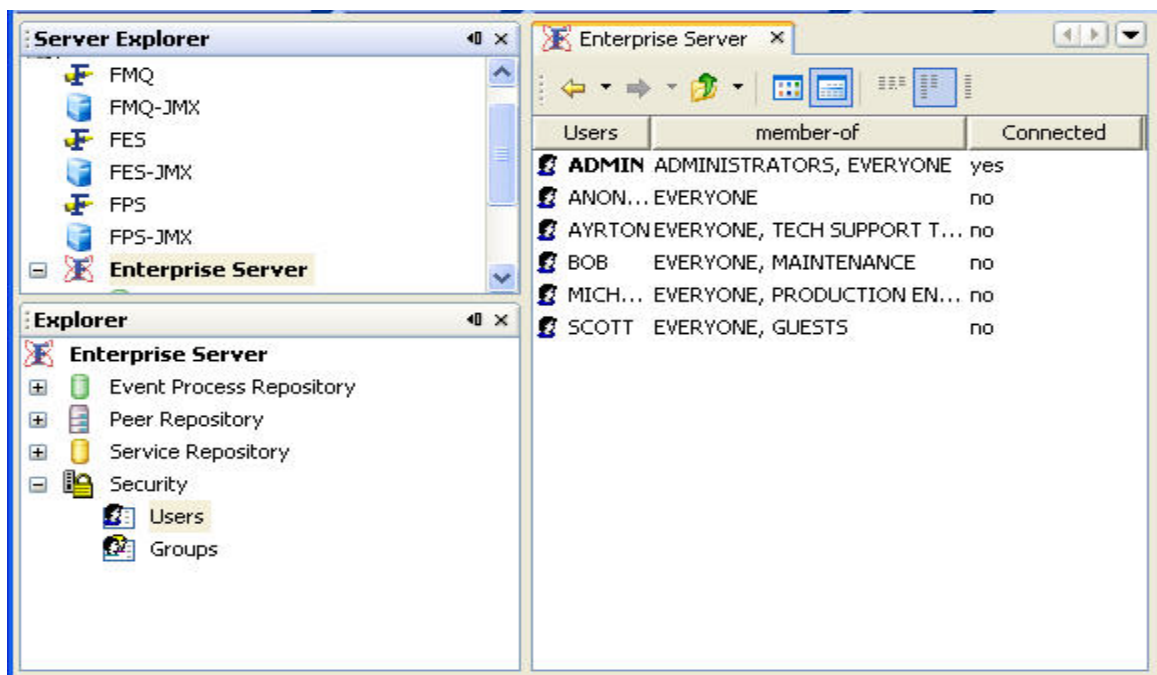 Server Explorer
FMQ
FMQ-JMX
FES
FES-JMX
FPS
FPS-JMX
Enterprise Server
Explorer
Enterprise Server
Event Process Repository
Peer Repository
Service Repository
Security
Users
Groups
Enterprise Server
Users member-of Connected
ADMIN ADMINISTRATORS, EVERYONE yes
ANON... EVERYONE no
AYRTON EVERYONE, TECH SUPPORT T... no
BOB EVERYONE, MAINTENANCE no
MICH... EVERYONE, PRODUCTION EN... no
SCOTT EVERYONE, GUESTS no